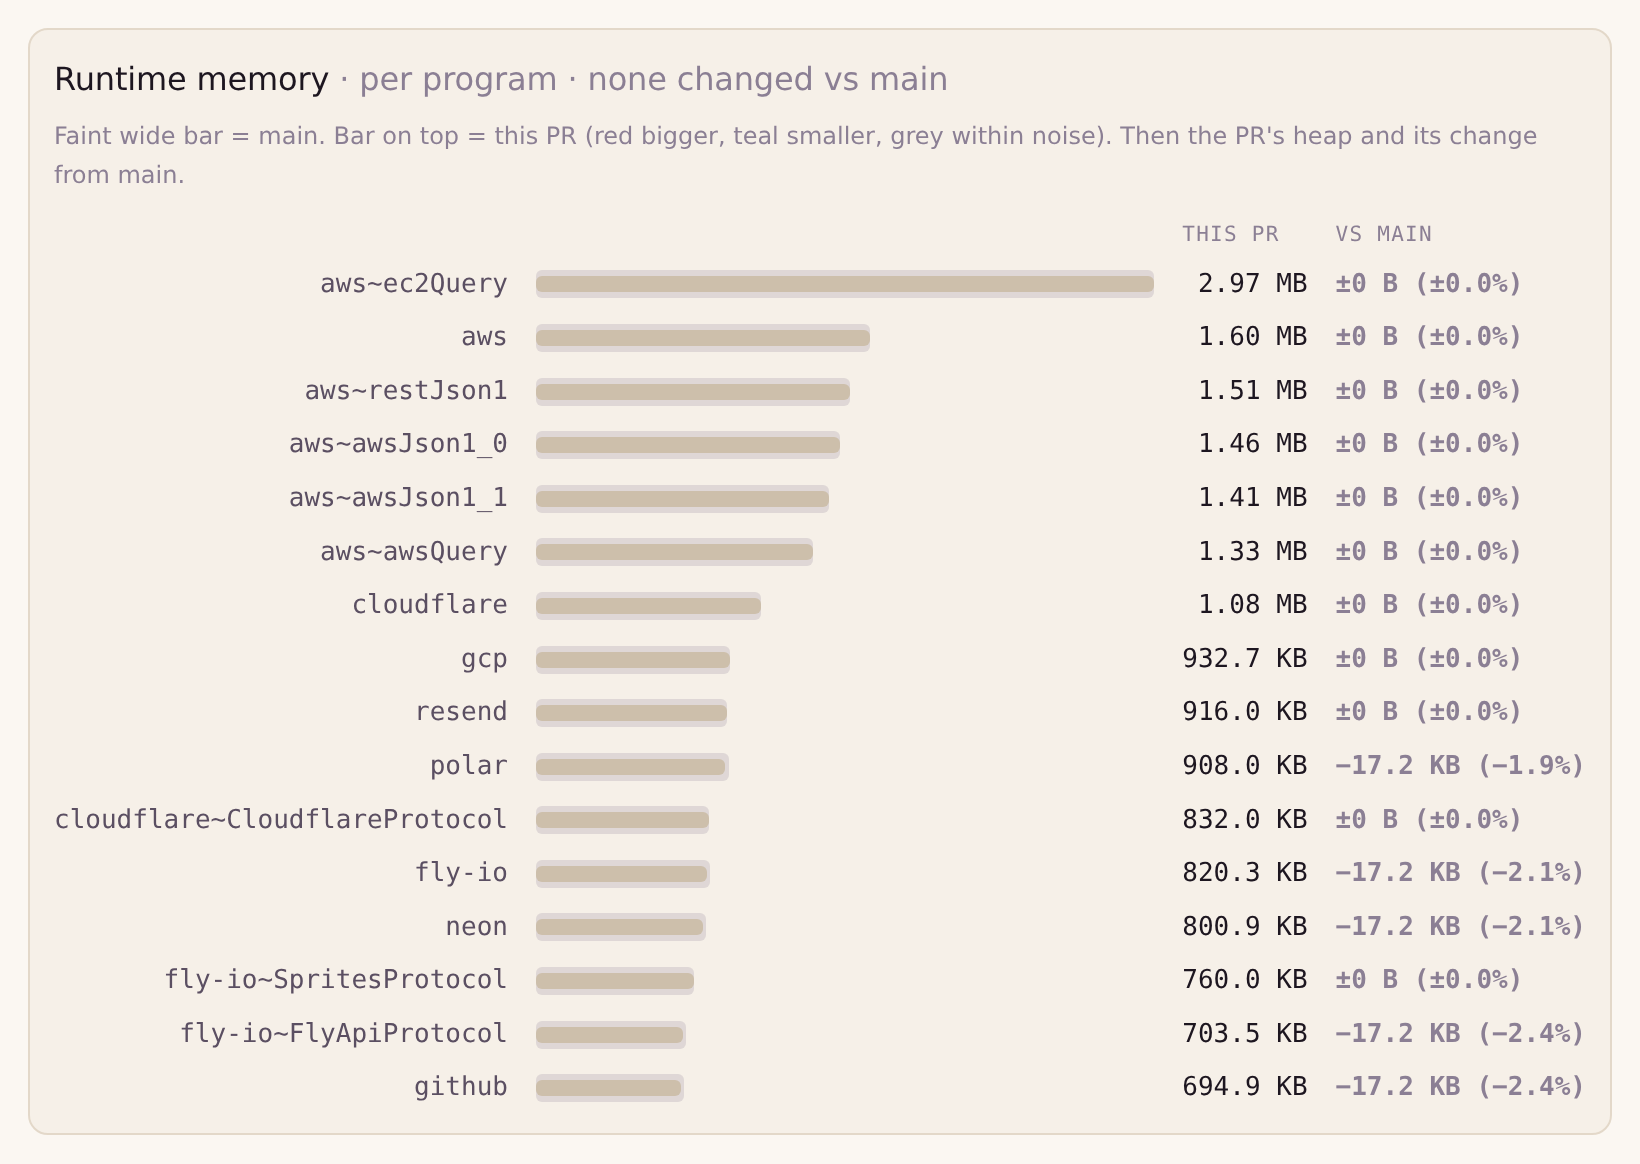 Runtime memory · per program · none changed vs main
Faint wide bar = main. Bar on top = this PR (red bigger, teal smaller, grey within noise). Then the PR's heap and its change
from main.
THIS PR VS MAIN
aws~ec2Query 2.97 MB ±0 B (±0.0%)
aws 1.60 MB ±0 B (±0.0%)
aws~restJson1 1.51 MB ±0 B (±0.0%)
aws~awsJson1_0 1.46 MB ±0 B (±0.0%)
aws~awsJson1_1 1.41 MB ±0 B (±0.0%)
aws~awsQuery 1.33 MB ±0 B (±0.0%)
cloudflare 1.08 MB ±0 B (±0.0%)
gcp 932.7 KB ±0 B (±0.0%)
resend 916.0 KB ±0 B (±0.0%)
polar 908.0 KB −17.2 KB (−1.9%)
cloudflare~CloudflareProtocol 832.0 KB ±0 B (±0.0%)
fly-io 820.3 KB −17.2 KB (−2.1%)
neon 800.9 KB −17.2 KB (−2.1%)
fly-io~SpritesProtocol 760.0 KB ±0 B (±0.0%)
fly-io~FlyApiProtocol 703.5 KB −17.2 KB (−2.4%)
github 694.9 KB −17.2 KB (−2.4%)